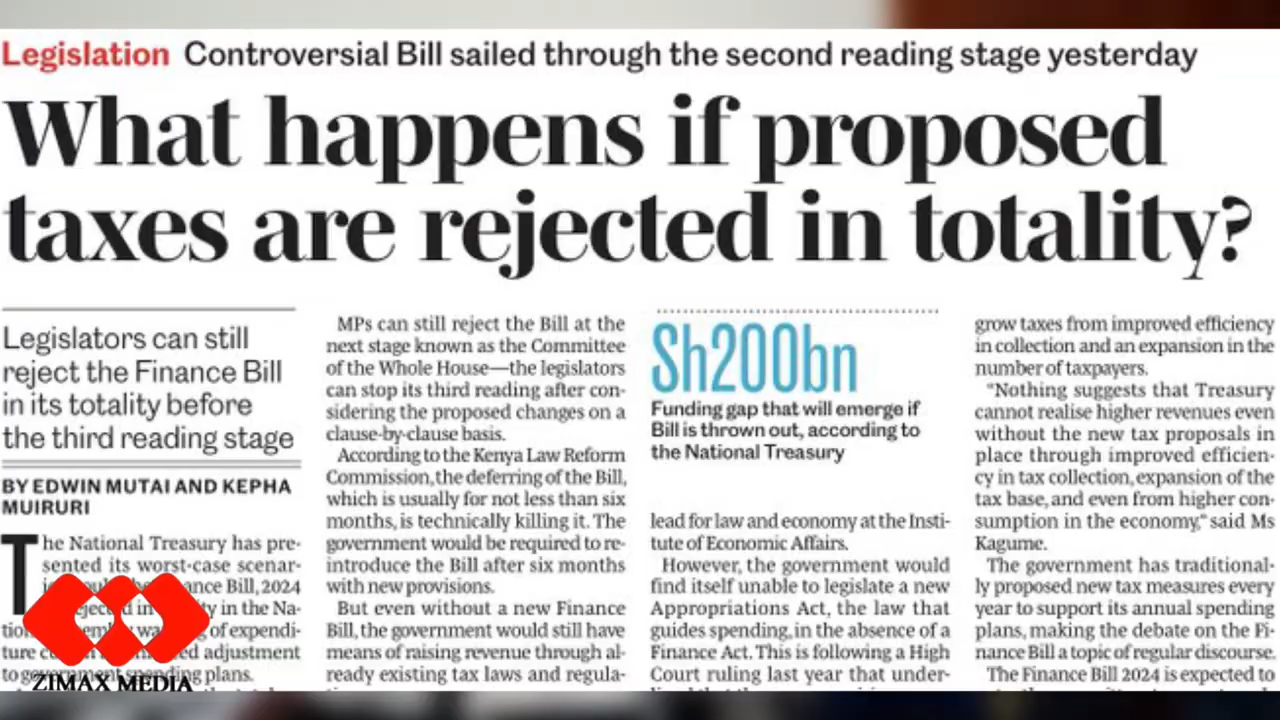 Legislation Controversial Bill sailed through the second reading stage yesterday
What happens if proposed
taxes are rejected in totality?
Legislators can still
reject the Finance Bill
in its totality before
the third reading stage
BY EDWIN MUTAI AND KEPHA
MUIRURI
The National Treasury has pre-
sented its worst-case scenar-
ance Bill, 2024
in the Na-
of expendi-
ture adjustment
to government spending plans.
MPs can still reject the Bill at the
next stage known as the Committee
of the Whole House—the legislators
can stop its third reading after con-
sidering the proposed changes on a
clause-by-clause basis.
According to the Kenya Law Reform
Commission, the deferring of the Bill,
which is usually for not less than six
months, is technically killing it. The
government would be required to re-
introduce the Bill after six months
with new provisions.
But even without a new Finance
Bill, the government would still have
means of raising revenue through al-
ready existing tax laws and regula-
Sh200bn
Funding gap that will emerge if
Bill is thrown out, according to
the National Treasury
lead for law and economy at the Insti-
tute of Economic Affairs.
However, the government would
find itself unable to legislate a new
Appropriations Act, the law that
guides spending, in the absence of a
Finance Act. This is following a High
Court ruling last year that under-
grow taxes from improved efficiency
in collection and an expansion in the
number of taxpayers.
“Nothing suggests that Treasury
cannot realise higher revenues even
without the new tax proposals in
place through improved efficien-
cy in tax collection, expansion of the
tax base, and even from higher con-
sumption in the economy,” said Ms
Kagume.
The government has traditional-
ly proposed new tax measures every
year to support its annual spending
plans, making the debate on the Fi-
nance Bill a topic of regular discourse.
The Finance Bill 2024 is expected to
ZIMAX MEDIA